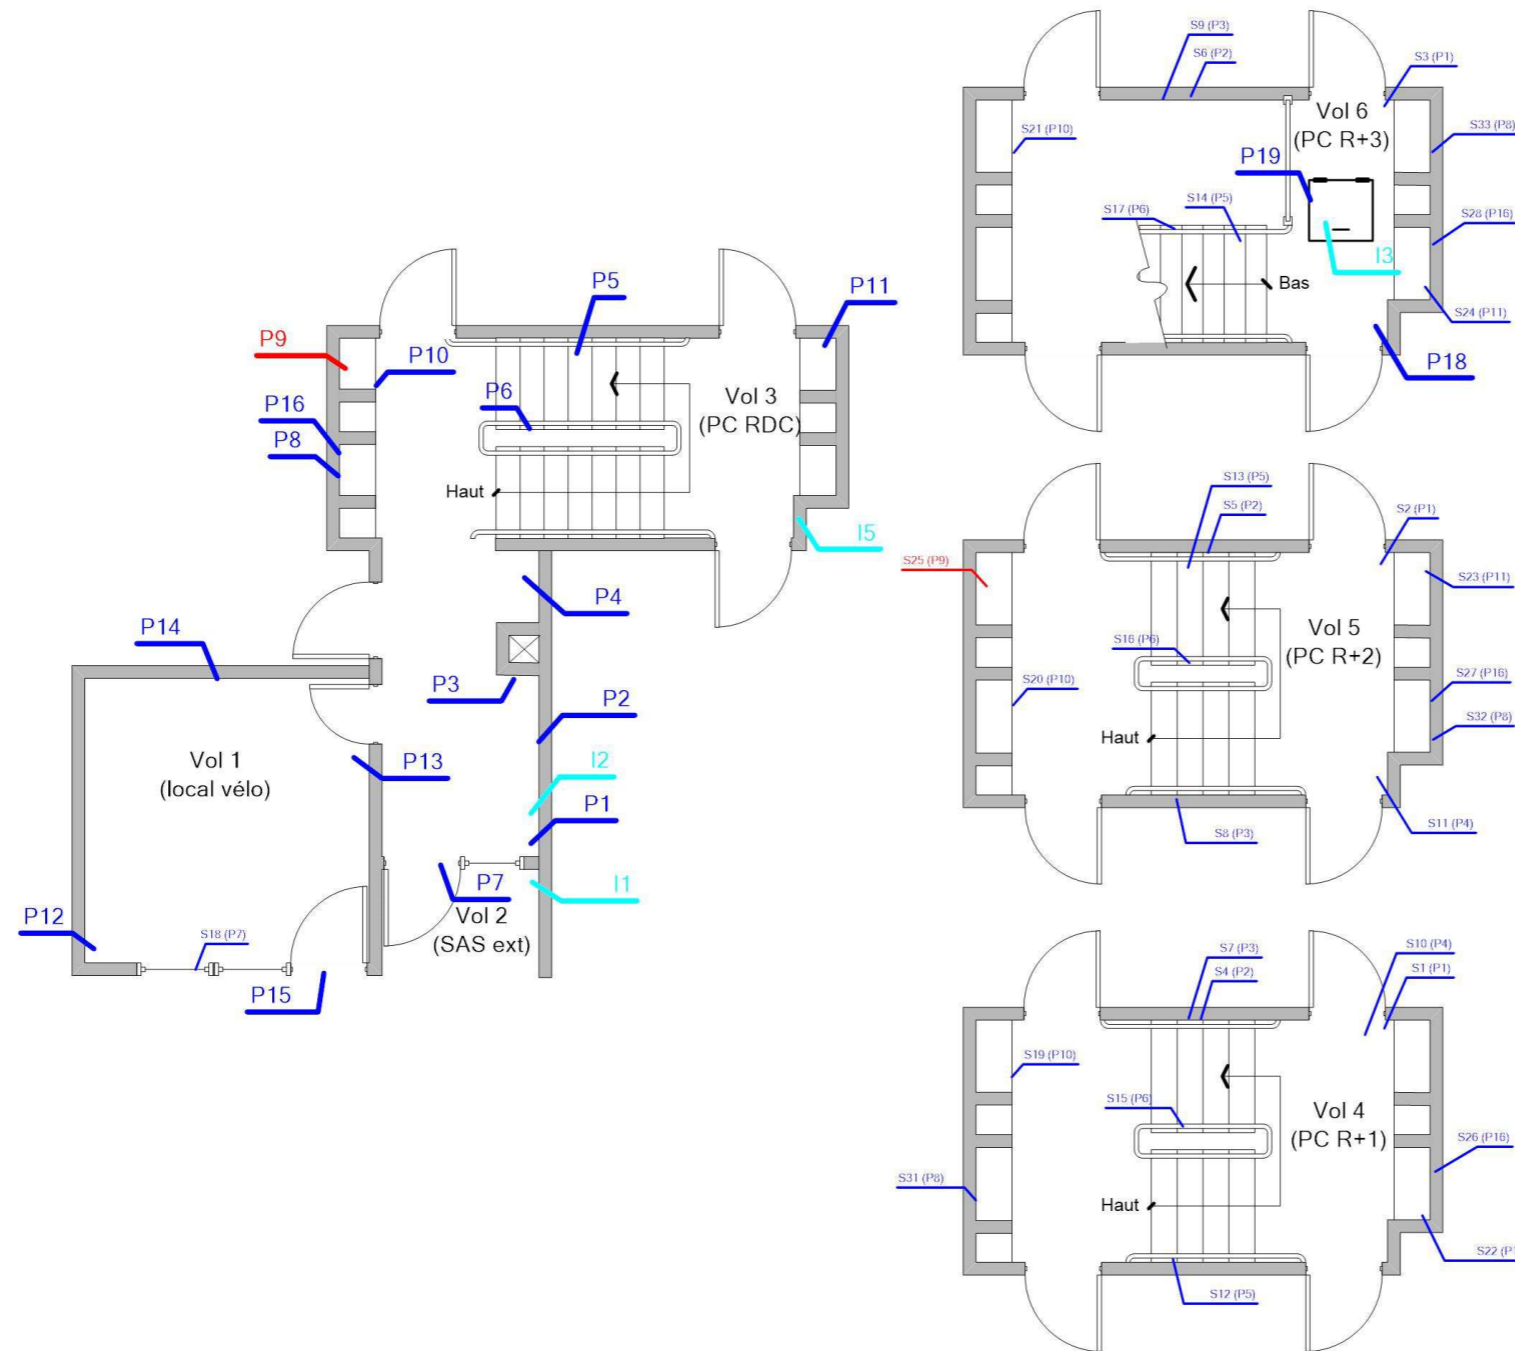 S9 (P3)
S6 (P2)
S3 (P1)
Vol 6
(PC R+3)
S21 (P10)
S33 (P8)
P19
S14 (P5)
S17 (P6)
S28 (P16)
I3
Bas
S24 (P11)
P18
P5
P11
P9
P10
P6
Vol 3
(PC RDC)
P16
P8
Haut
I5
P4
P14
P3
P2
Vol 1
(local vélo)
P13
I2
P1
P7
I1
Vol 2
(SAS ext)
P12
S18 (P7)
P15
S13 (P5)
S5 (P2)
S2 (P1)
S25 (P9)
S23 (P11)
Vol 5
(PC R+2)
S16 (P6)
S20 (P10)
S27 (P16)
S32 (P8)
Haut
S11 (P4)
S8 (P3)
S7 (P3)
S4 (P2)
S10 (P4)
S1 (P1)
S19 (P10)
S15 (P6)
Vol 4
(PC R+1)
S26 (P16)
S31 (P8)
Haut
S22
S12 (P5)